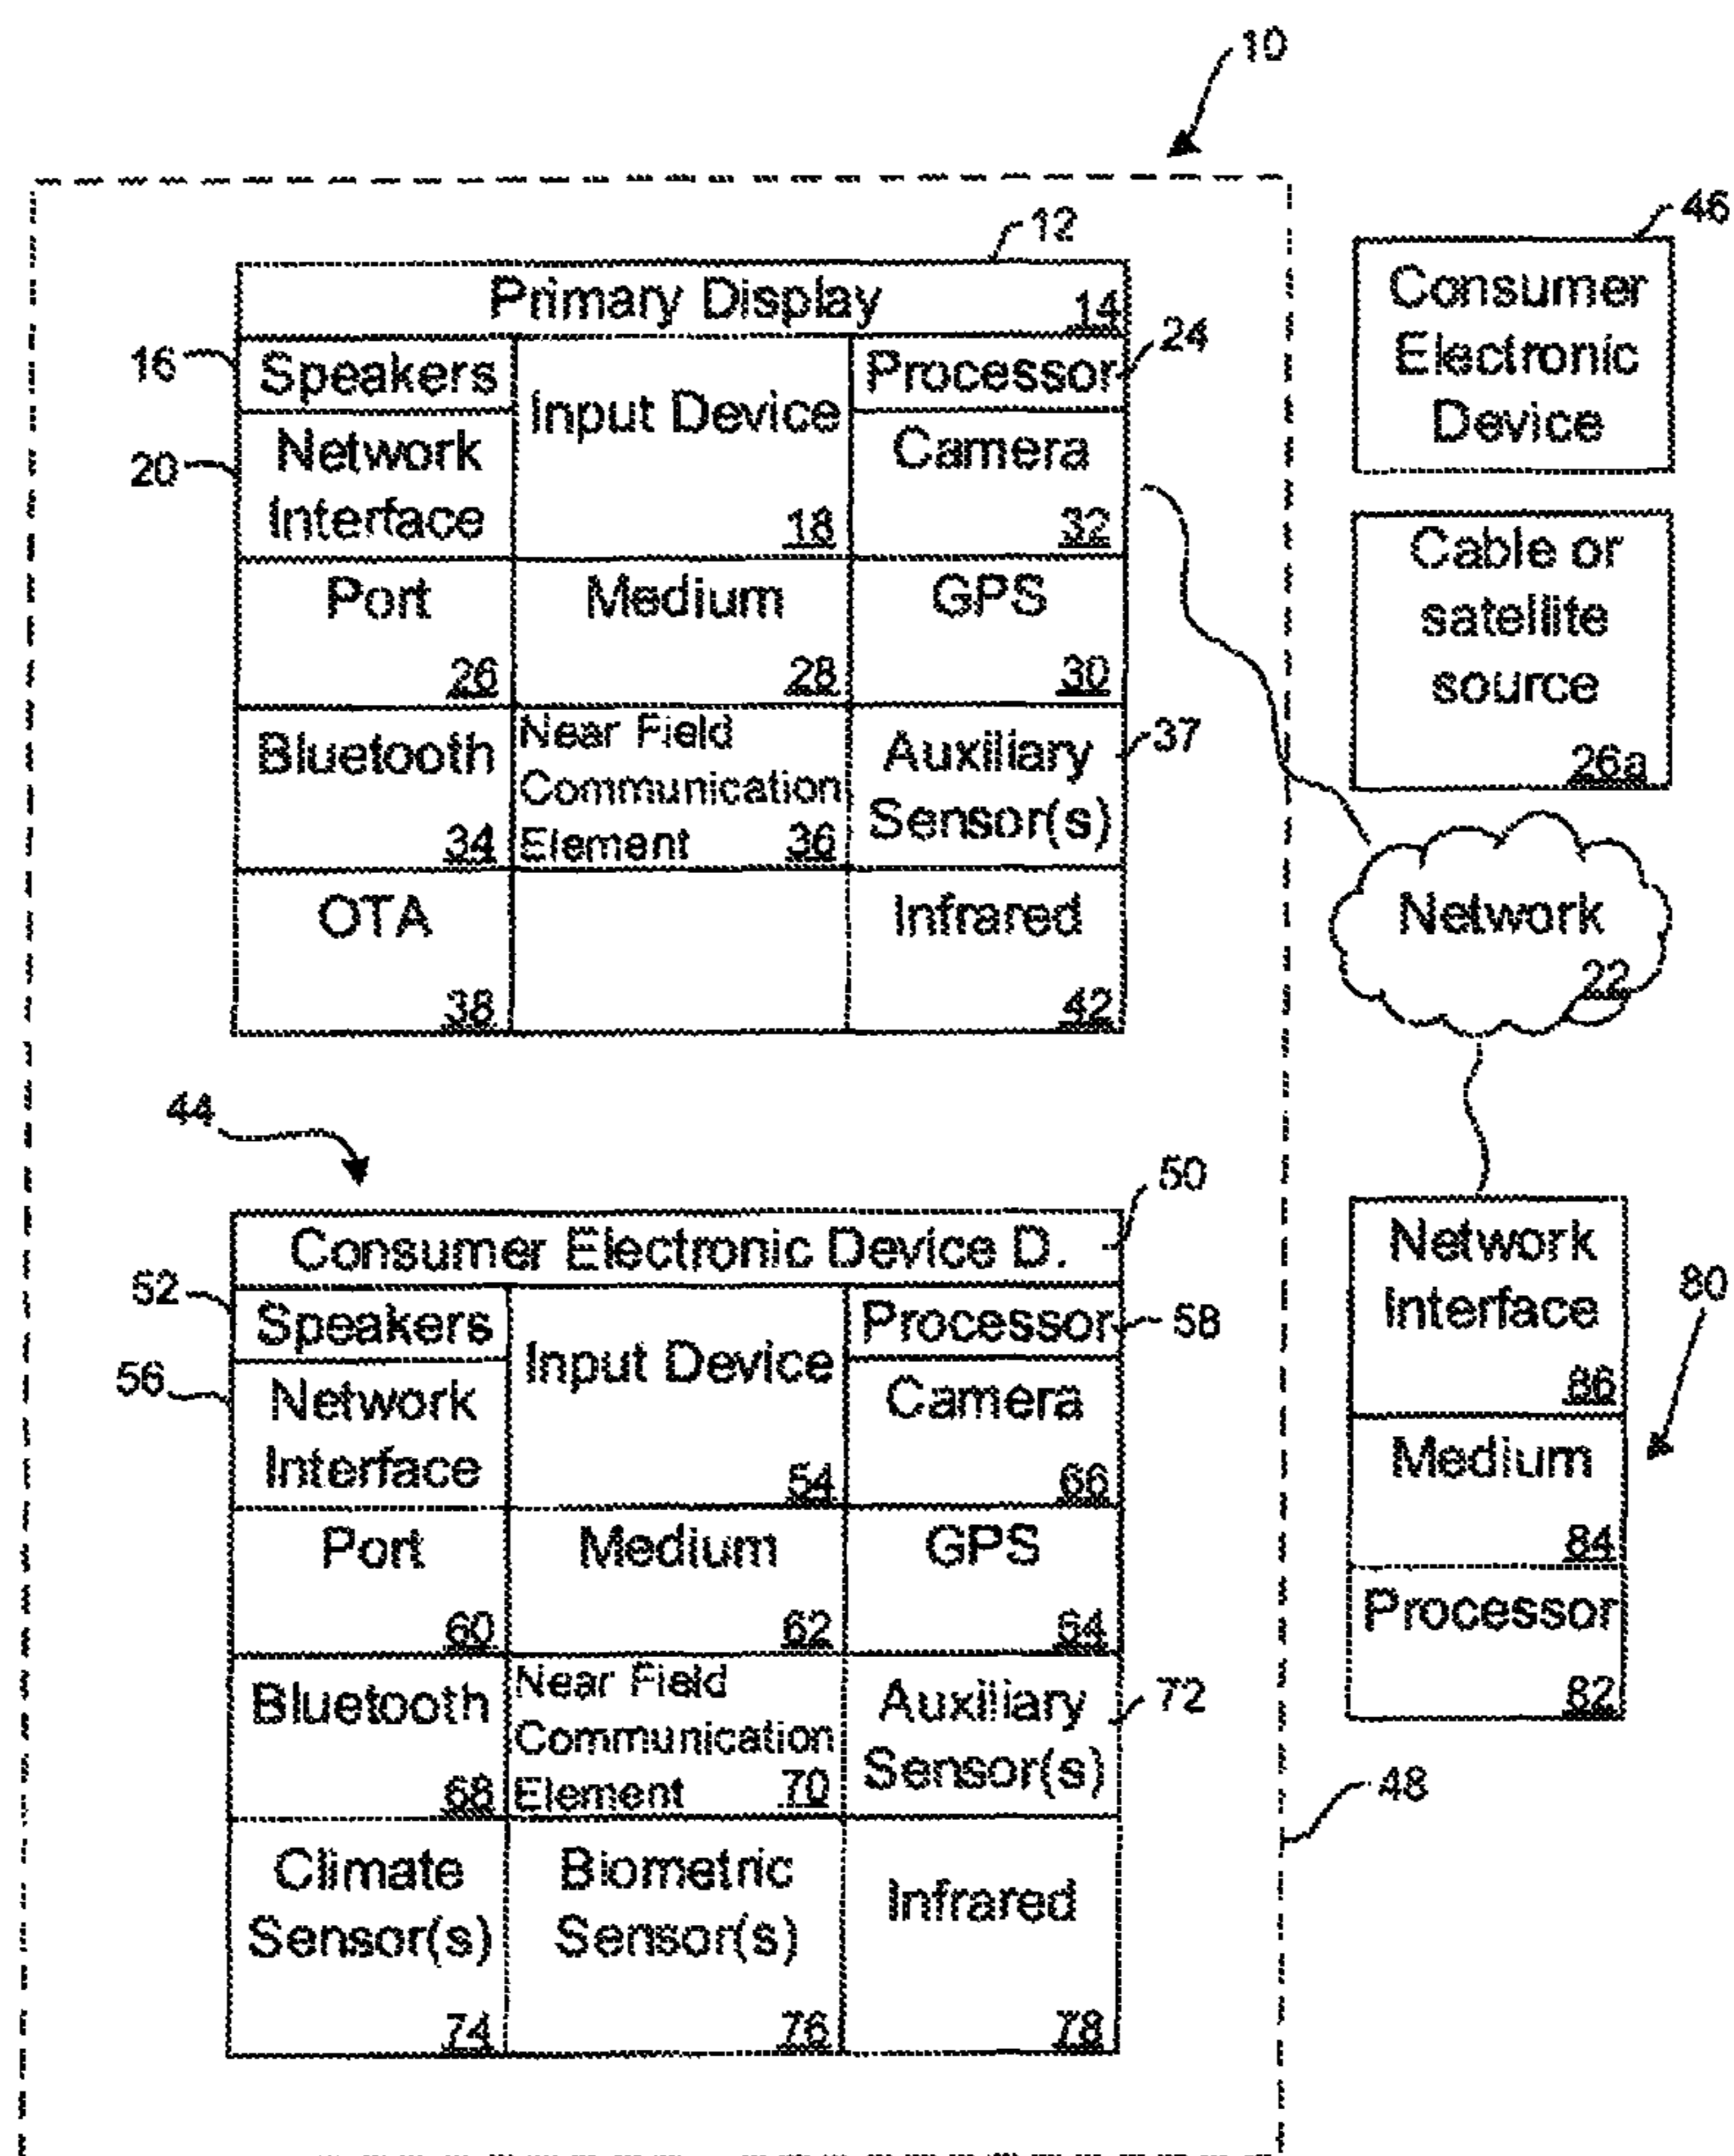 10
12
Primary Display 14
16
Speakers
Input Device
18
Processor
24
20
Network
Interface
Camera
32
Port
26
Medium
28
GPS
30
Bluetooth
34
Near Field
Communication
Element 36
Auxiliary
Sensor(s)
37
OTA
38
Infrared
42
46
Consumer
Electronic
Device
Cable or
satellite
source
26a
Network
22
44
50
Consumer Electronic Device D.
52
Speakers
Input Device
54
Processor
58
56
Network
Interface
Camera
66
Port
60
Medium
62
GPS
64
Bluetooth
68
Near Field
Communication
Element 70
Auxiliary
Sensor(s)
72
Climate
Sensor(s)
74
Biometric
Sensor(s)
76
Infrared
78
Network
Interface
86
80
Medium
84
Processor
82
48